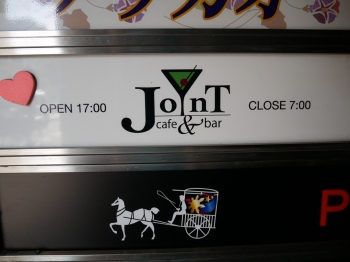 OPEN 17:00
JoYnT
cafe & bar
CLOSE 7:00
P